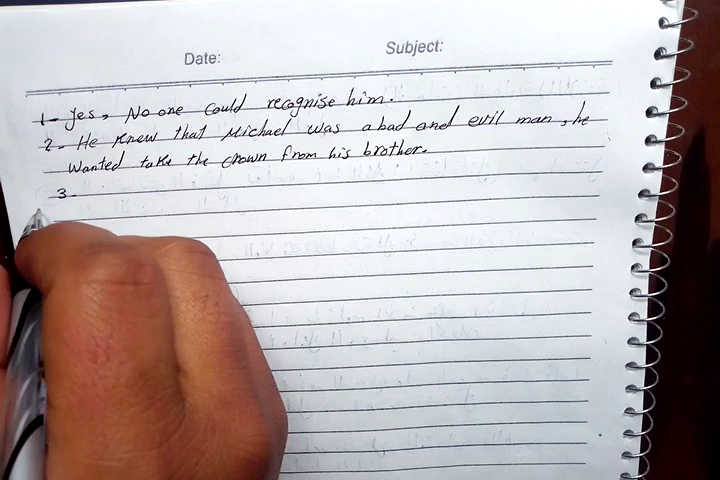 Date: Subject:
1- yes, No one could recognise him.
2- He knew that Michael was a bad and evil man, he
Wanted take the crown from his brother.
3-